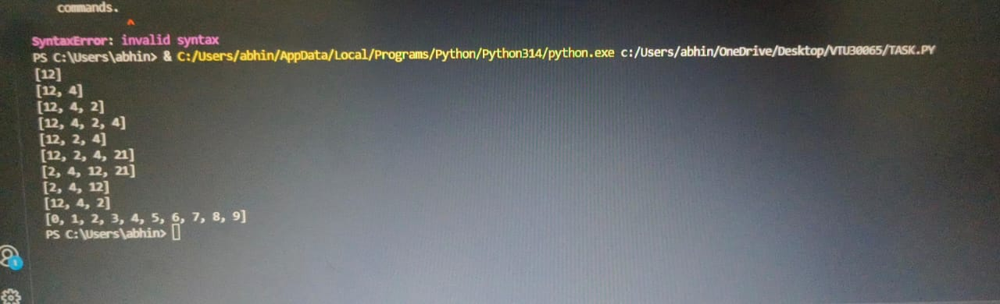 commands.
^
SyntaxError: invalid syntax
PS C:\Users\abhin> & C:/Users/abhin/AppData/Local/Programs/Python/Python314/python.exe c:/Users/abhin/OneDrive/Desktop/VTU30065/TASK.PY
[12]
[12, 4]
[12, 4, 2]
[12, 4, 2, 4]
[12, 2, 4]
[12, 2, 4, 21]
[2, 4, 12, 21]
[2, 4, 12]
[12, 4, 2]
[0, 1, 2, 3, 4, 5, 6, 7, 8, 9]
PS C:\Users\abhin>
1